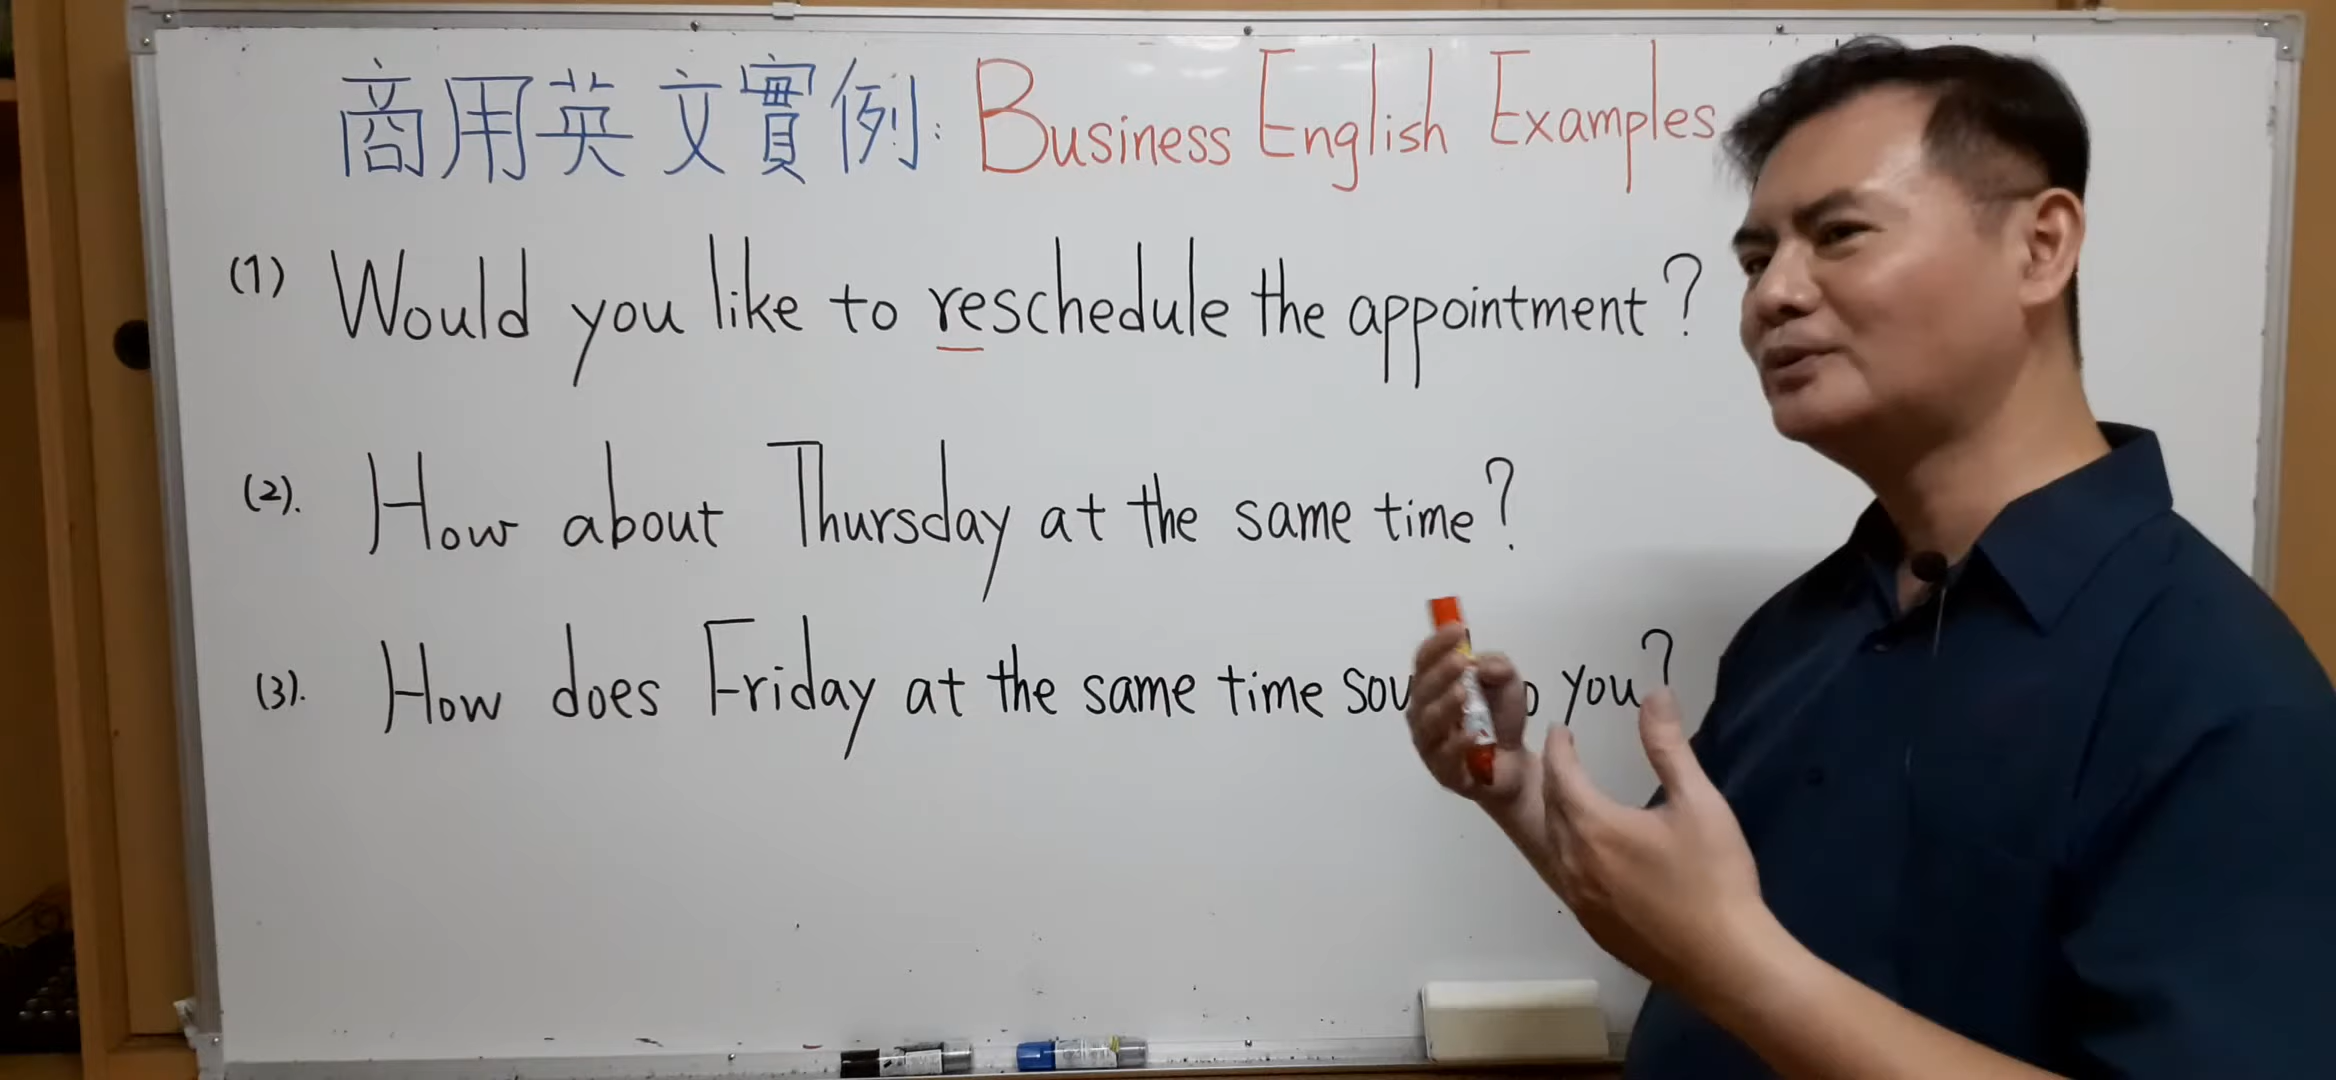 商用英文實例: Business English Examples
(1) Would you like to reschedule the appointment?
(2). How about Thursday at the same time?
(3). How does Friday at the same time you?